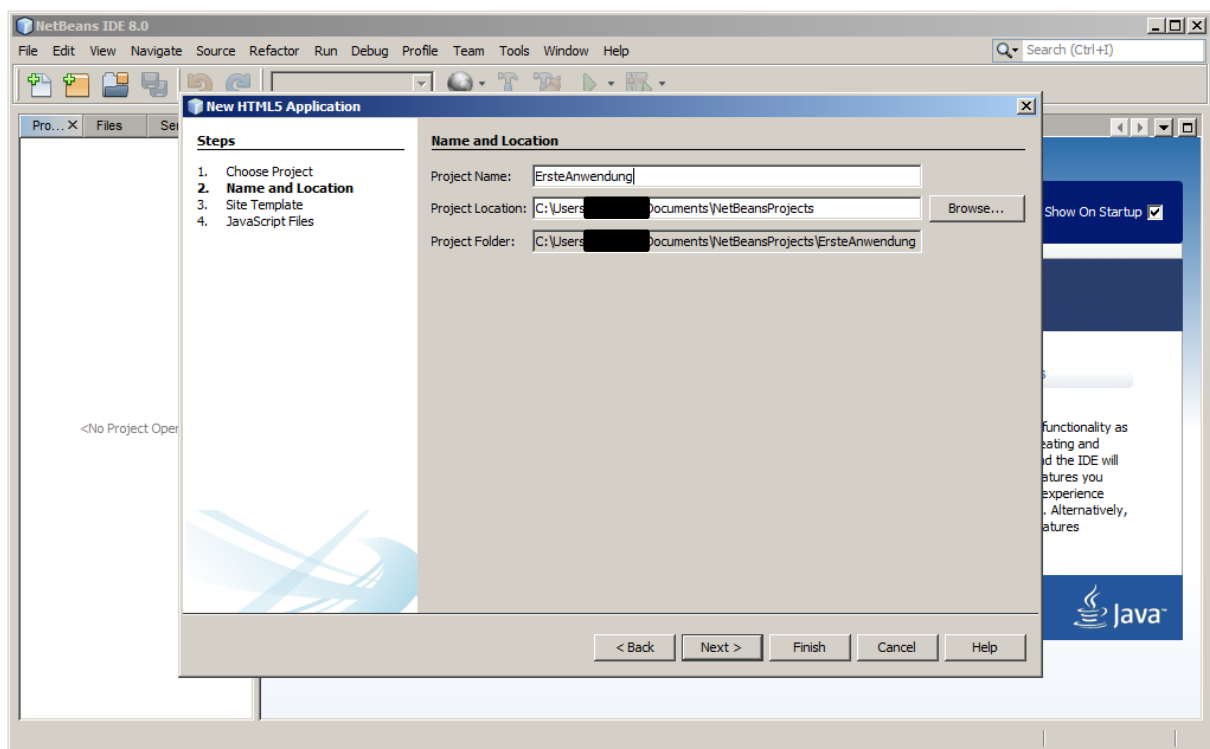 NetBeans IDE 8.0
File Edit View Navigate Source Refactor Run Debug Profile Team Tools Window Help
Search (Ctrl+I)
New HTML5 Application
Pro... Files Ser
Steps
1. Choose Project
2. Name and Location
3. Site Template
4. JavaScript Files
Name and Location
Project Name: ErsteAnwendung
Project Location: C:\Users Documents\NetBeansProjects Browse...
Project Folder: C:\Users Documents\NetBeansProjects\ErsteAnwendung
< Back Next > Finish Cancel Help
<No Project Oper
Show On Startup
s
functionality as
eating and
nd the IDE will
atures you
experience
. Alternatively,
atures
Java™